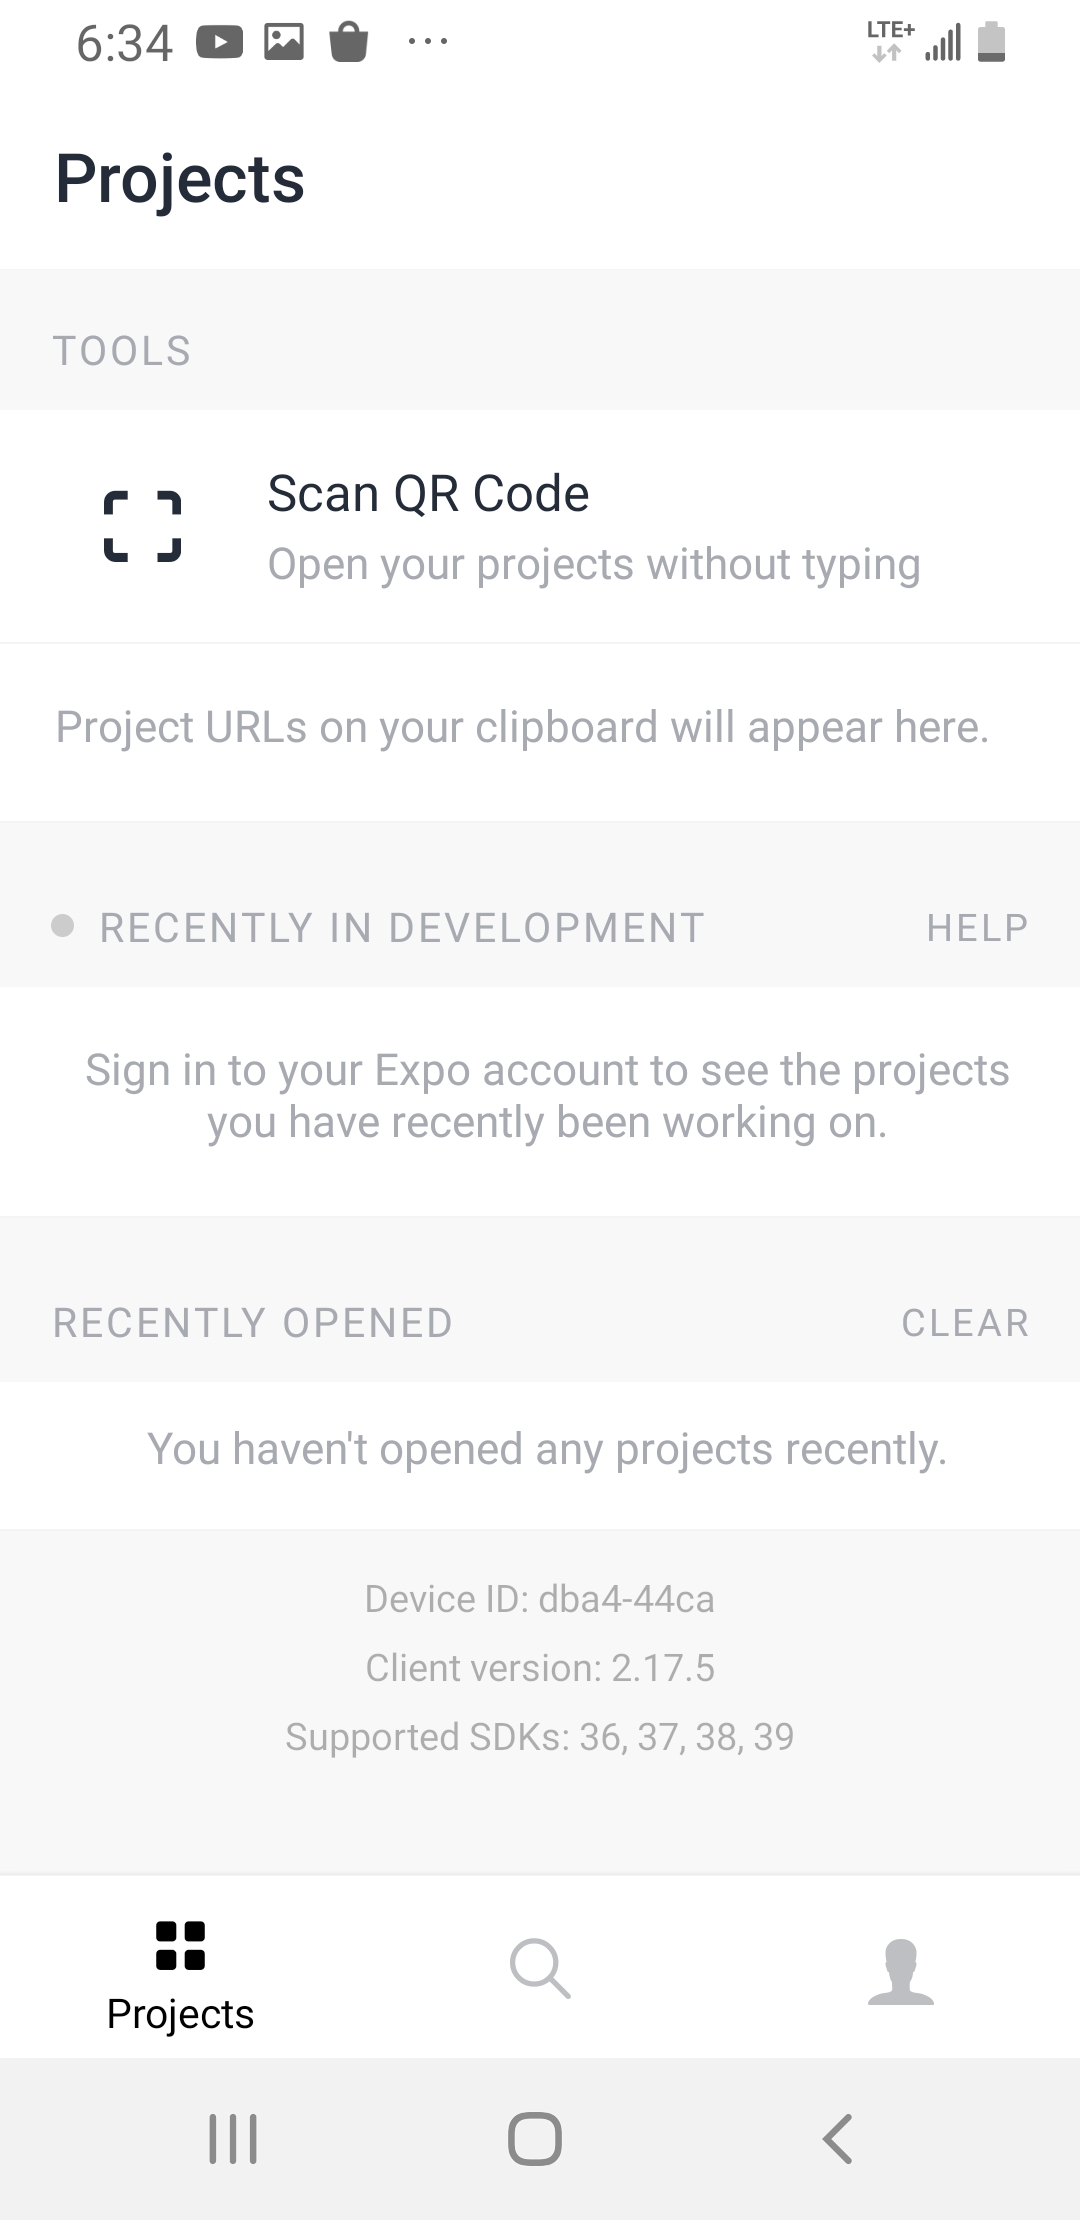 6:34
LTE+
Projects
TOOLS
Scan QR Code
Open your projects without typing
Project URLs on your clipboard will appear here.
RECENTLY IN DEVELOPMENT HELP
Sign in to your Expo account to see the projects
you have recently been working on.
RECENTLY OPENED CLEAR
You haven't opened any projects recently.
Device ID: dba4-44ca
Client version: 2.17.5
Supported SDKs: 36, 37, 38, 39
Projects